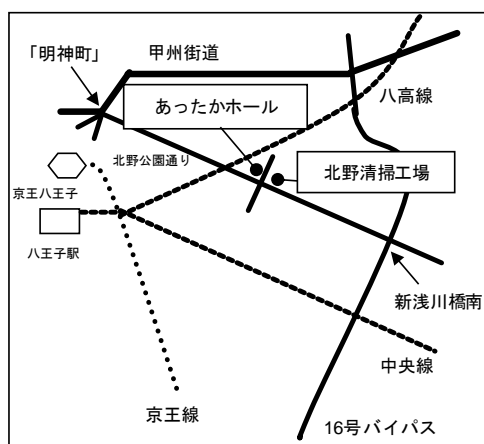 「明神町」
甲州街道
八高線
あったかホール
北野公園通り
北野清掃工場
京王八王子
八王子駅
新浅川橋南
中央線
京王線
16号バイパス